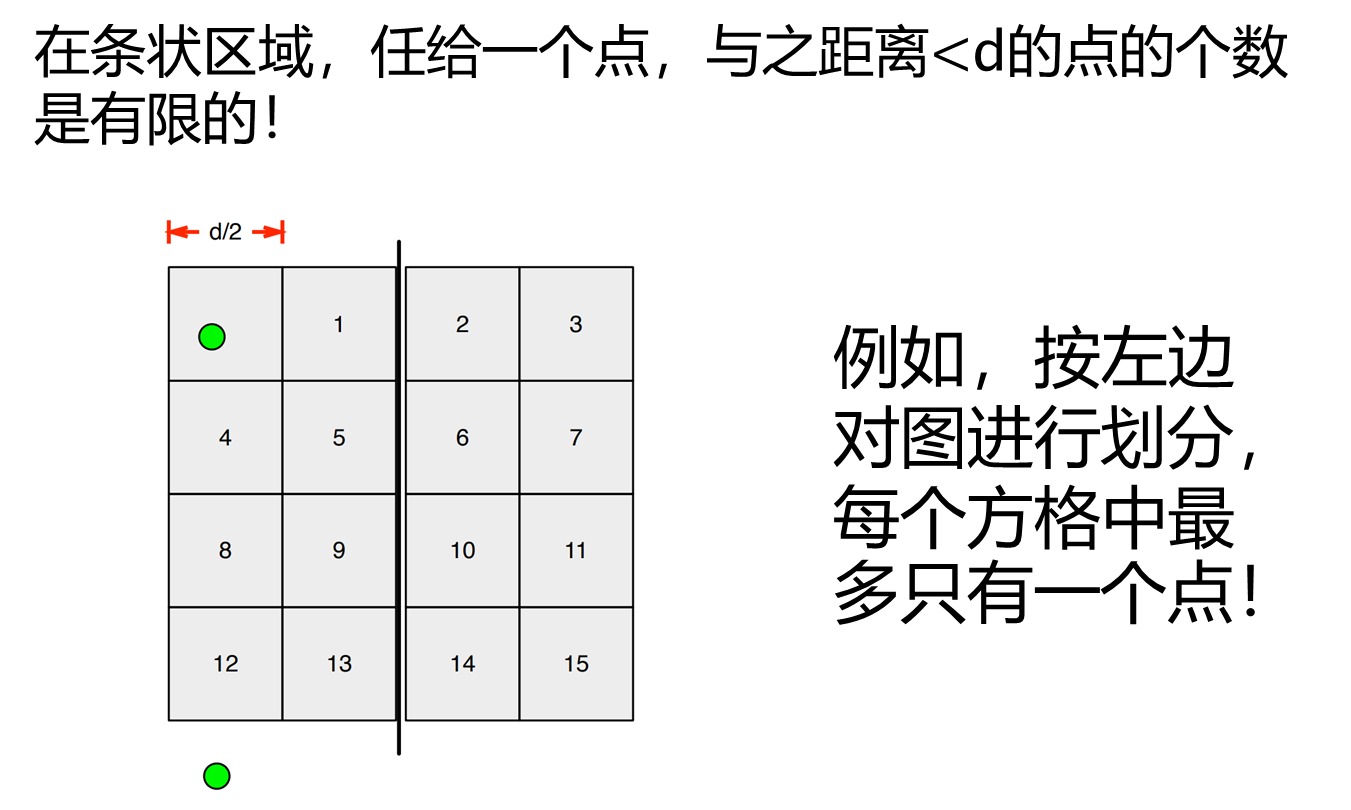 在条状区域，任给一个点，与之距离<d的点的个数
是有限的！
d/2
1 2 3
4 5 6 7
8 9 10 11
12 13 14 15
例如，按左边
对图进行划分，
每个方格中最
多只有一个点！